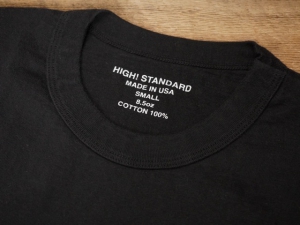 HIGH! STANDARD
MADE IN USA
SMALL
8.5oz
COTTON 100%